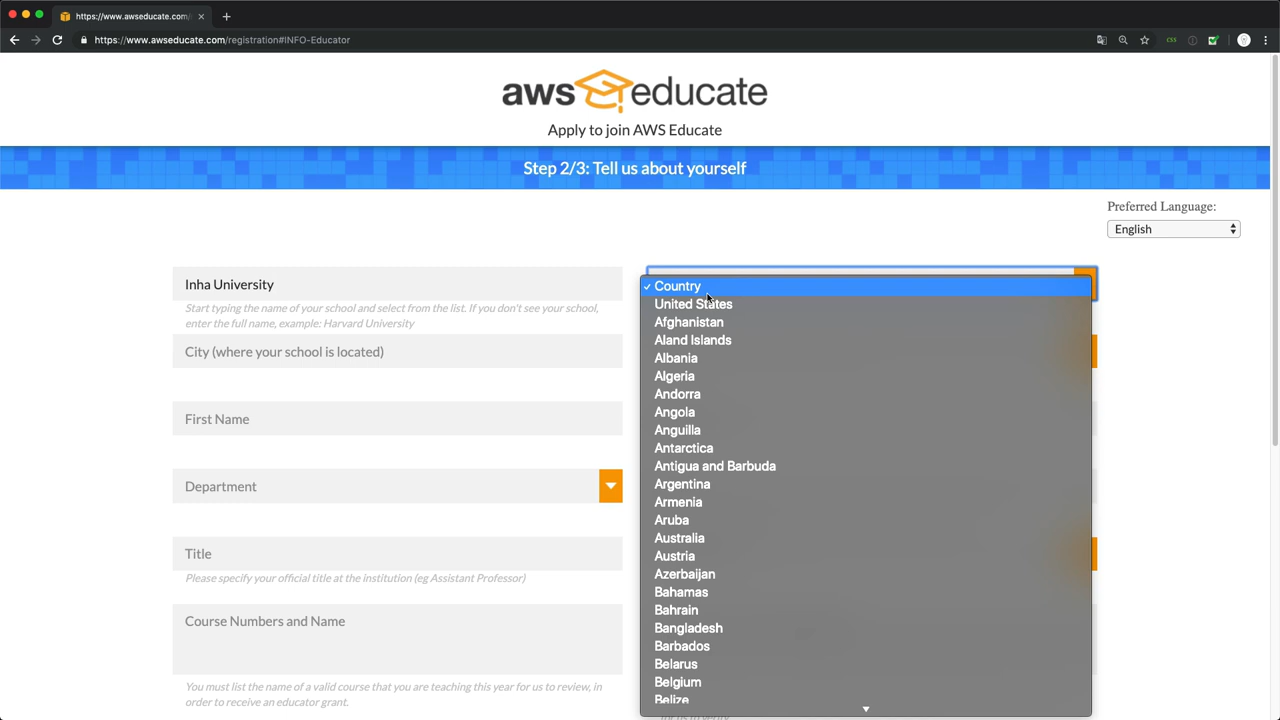 https://www.awseducate.com/
https://www.awseducate.com/registration#INFO-Educator
css
aws educate
Apply to join AWS Educate
Step 2/3: Tell us about yourself
Preferred Language:
English
Inha University
Start typing the name of your school and select from the list. If you don't see your school,
enter the full name, example: Harvard University
City (where your school is located)
First Name
Department
Title
Please specify your official title at the institution (eg Assistant Professor)
Course Numbers and Name
You must list the name of a valid course that you are teaching this year for us to review, in
order to receive an educator grant.
✓ Country
United States
Afghanistan
Aland Islands
Albania
Algeria
Andorra
Angola
Anguilla
Antarctica
Antigua and Barbuda
Argentina
Armenia
Aruba
Australia
Austria
Azerbaijan
Bahamas
Bahrain
Bangladesh
Barbados
Belarus
Belgium
Belize